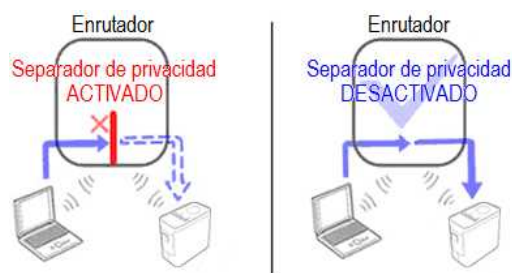 Enrutador
Separador de privacidad
ACTIVADO
Enrutador
Separador de privacidad
DESACTIVADO